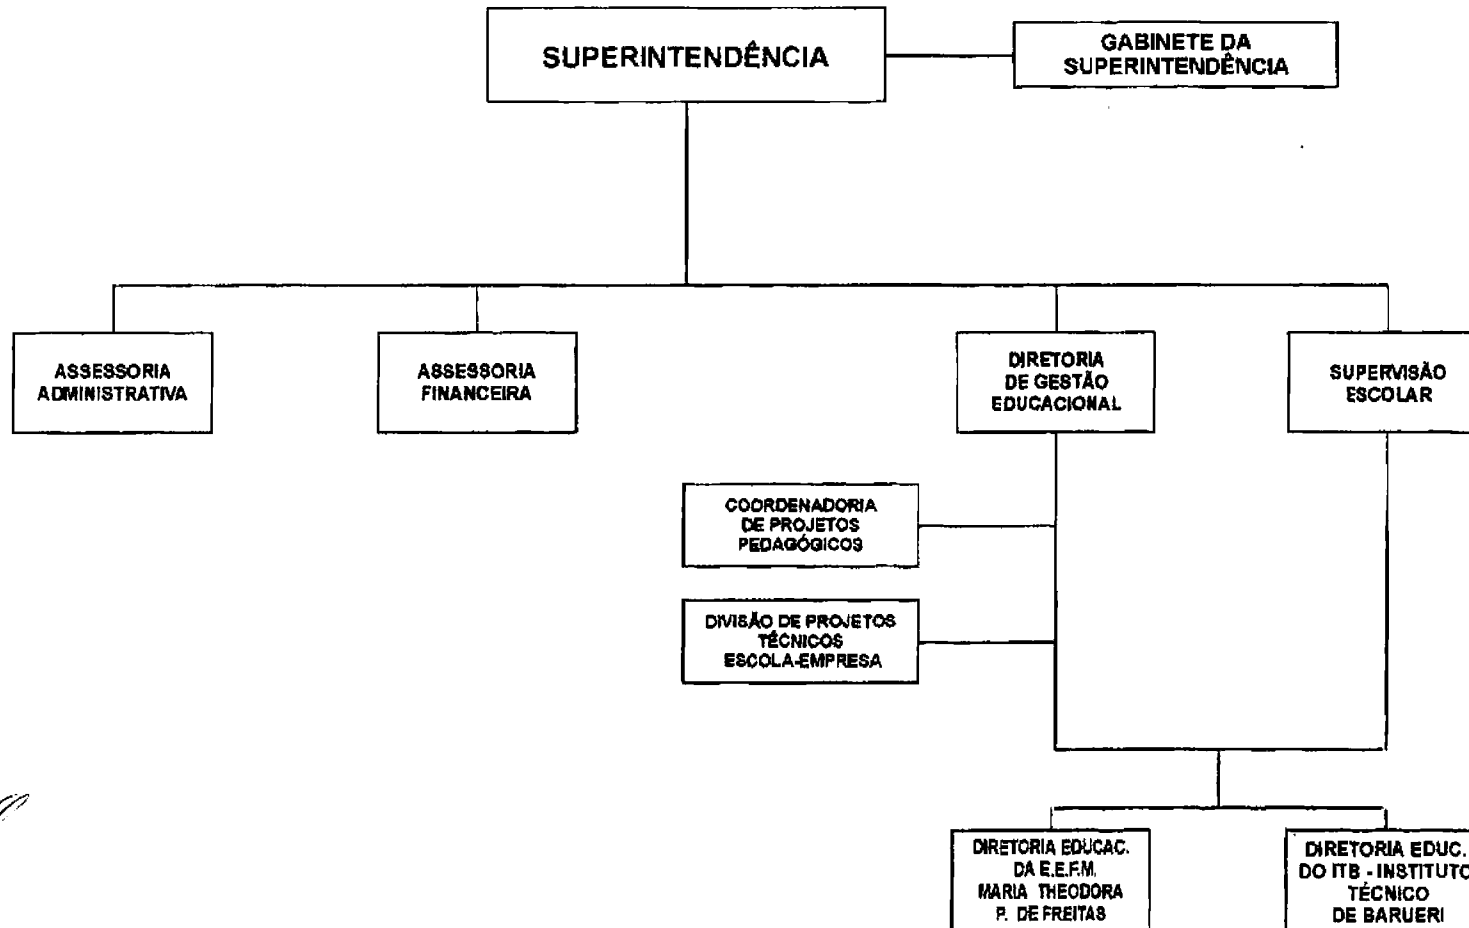 SUPERINTENDÊNCIA
GABINETE DA
SUPERINTENDÊNCIA
ASSESSORIA
ADMINISTRATIVA
ASSESSORIA
FINANCEIRA
DIRETORIA
DE GESTÃO
EDUCACIONAL
SUPERVISÃO
ESCOLAR
COORDENADORIA
DE PROJETOS
PEDAGÓGICOS
DIVISÃO DE PROJETOS
TÉCNICOS
ESCOLA-EMPRESA
DIRETORIA EDUCAC.
DA E.E.F.M.
MARIA THEODORA
P. DE FREITAS
DIRETORIA EDUC.
DO ITB - INSTITUTO
TÉCNICO
DE BARUERI